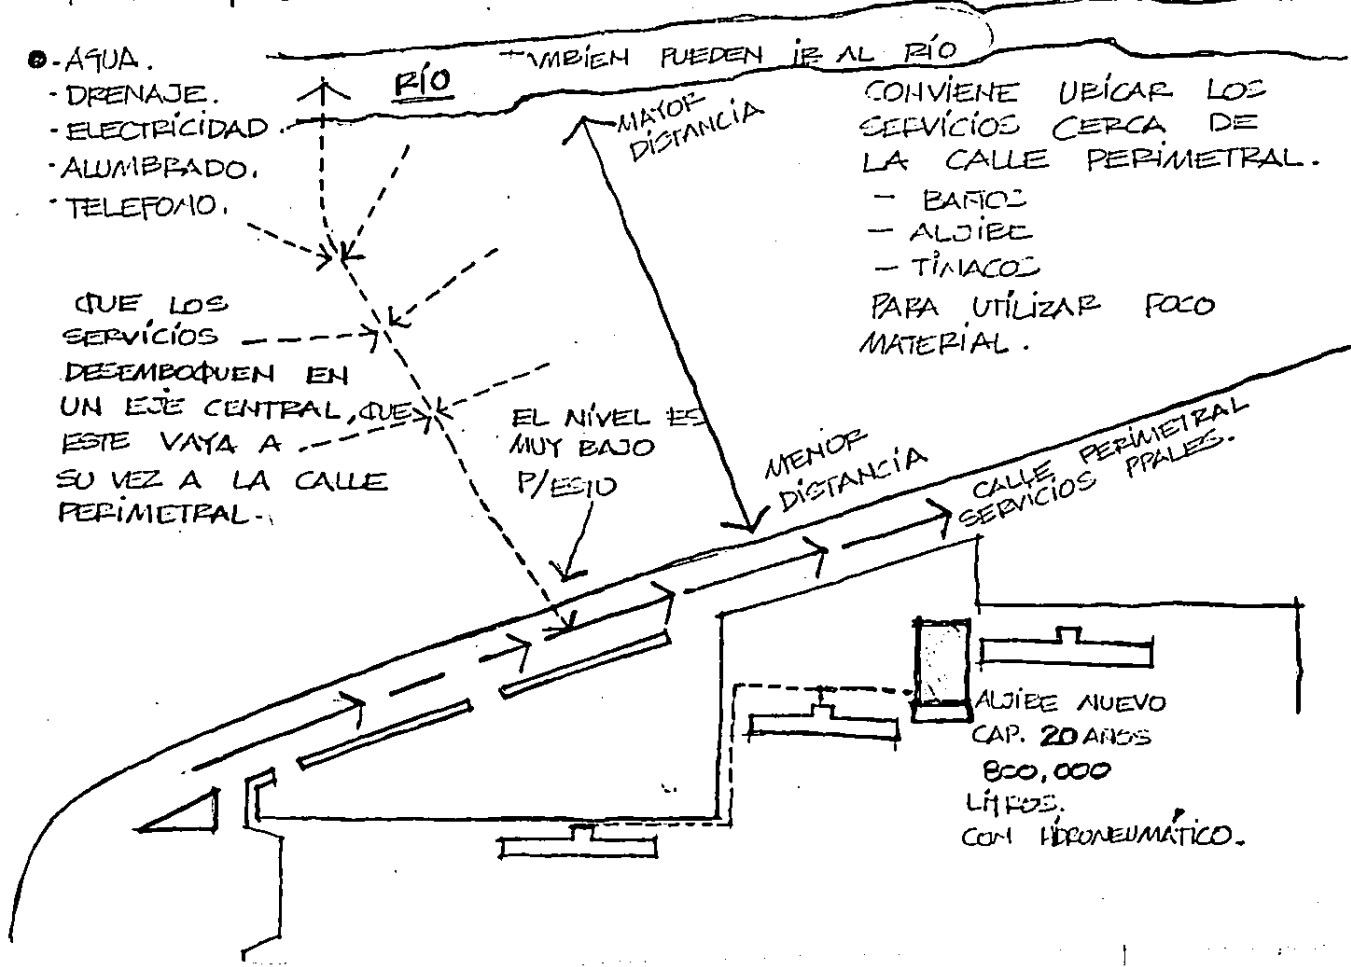 - AGUA.
- DRENAJE.
- ELECTRICIDAD.
- ALUMBRADO.
- TELEFONO.
RÍO
TAMBIEN PUEDEN IR AL RÍO
MAYOR
DISTANCIA
CONVIENE UBICAR LOS
SERVICIOS CERCA DE
LA CALLE PERIMETRAL.
- BAÑOS
- ALJIBE
- TINACOS
PARA UTILIZAR POCO
MATERIAL.
QUE LOS
SERVICIOS
DESEMBOQUEN EN
UN EJE CENTRAL, QUE
ESTE VAYA A
SU VEZ A LA CALLE
PERIMETRAL.
EL NIVEL ES
MUY BAJO
P/ESTO
MENOR
DISTANCIA
CALLE PERIMETRAL
SERVICIOS PPALES.
ALJIBE NUEVO
CAP. 20 AÑOS
800,000
LITROS.
CON HIDRONEUMÁTICO.